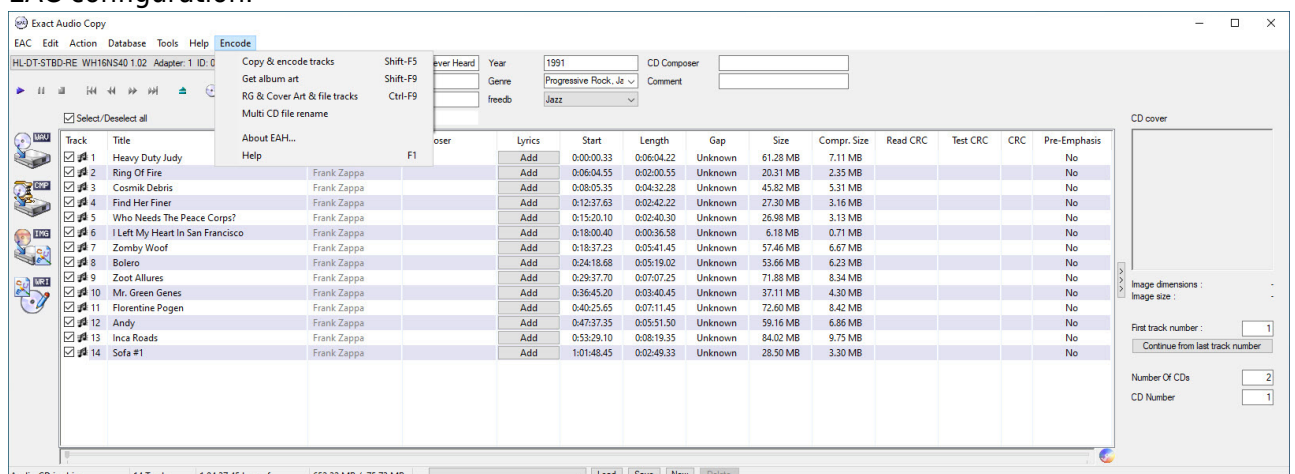 EAC configuration.
Exact Audio Copy
EAC Edit Action Database Tools Help Encode
HL-DT-STBD-RE WH16NS40 1.02 Adapter: 1 ID: 0
Copy & encode tracks Shift-F5
Get album art Shift-F9
RG & Cover Art & file tracks Ctrl-F9
Multi CD file rename
About EAH...
Help F1
ever Heard Year 1991 CD Composer
Genre Progressive Rock, Ja Comment
freedb Jazz
Select/Deselect all
CD cover
WAV
CMP
IMG
WRI
Track Title oser Lyrics Start Length Gap Size Compr. Size Read CRC Test CRC CRC Pre-Emphasis
1 Heavy Duty Judy Add 0:00:00.33 0:06:04.22 Unknown 61.28 MB 7.11 MB No
2 Ring Of Fire Frank Zappa Add 0:06:04.55 0:02:00.55 Unknown 20.31 MB 2.35 MB No
3 Cosmik Debris Frank Zappa Add 0:08:05.35 0:04:32.28 Unknown 45.82 MB 5.31 MB No
4 Find Her Finer Frank Zappa Add 0:12:37.63 0:02:42.22 Unknown 27.30 MB 3.16 MB No
5 Who Needs The Peace Corps? Frank Zappa Add 0:15:20.10 0:02:40.30 Unknown 26.98 MB 3.13 MB No
6 I Left My Heart In San Francisco Frank Zappa Add 0:18:00.40 0:00:36.58 Unknown 6.18 MB 0.71 MB No
7 Zomby Woof Frank Zappa Add 0:18:37.23 0:05:41.45 Unknown 57.46 MB 6.67 MB No
8 Bolero Frank Zappa Add 0:24:18.68 0:05:19.02 Unknown 53.66 MB 6.23 MB No
9 Zoot Allures Frank Zappa Add 0:29:37.70 0:07:07.25 Unknown 71.88 MB 8.34 MB No
10 Mr. Green Genes Frank Zappa Add 0:36:45.20 0:03:40.45 Unknown 37.11 MB 4.30 MB No
11 Florentine Pogen Frank Zappa Add 0:40:25.65 0:07:11.45 Unknown 72.60 MB 8.42 MB No
12 Andy Frank Zappa Add 0:47:37.35 0:05:51.50 Unknown 59.16 MB 6.86 MB No
13 Inca Roads Frank Zappa Add 0:53:29.10 0:08:19.35 Unknown 84.02 MB 9.75 MB No
14 Sofa #1 Frank Zappa Add 1:01:48.45 0:02:49.33 Unknown 28.50 MB 3.30 MB No
Image dimensions : -
Image size : -
First track number : 1
Continue from last track number
Number Of CDs 2
CD Number 1
Load Save New Delete